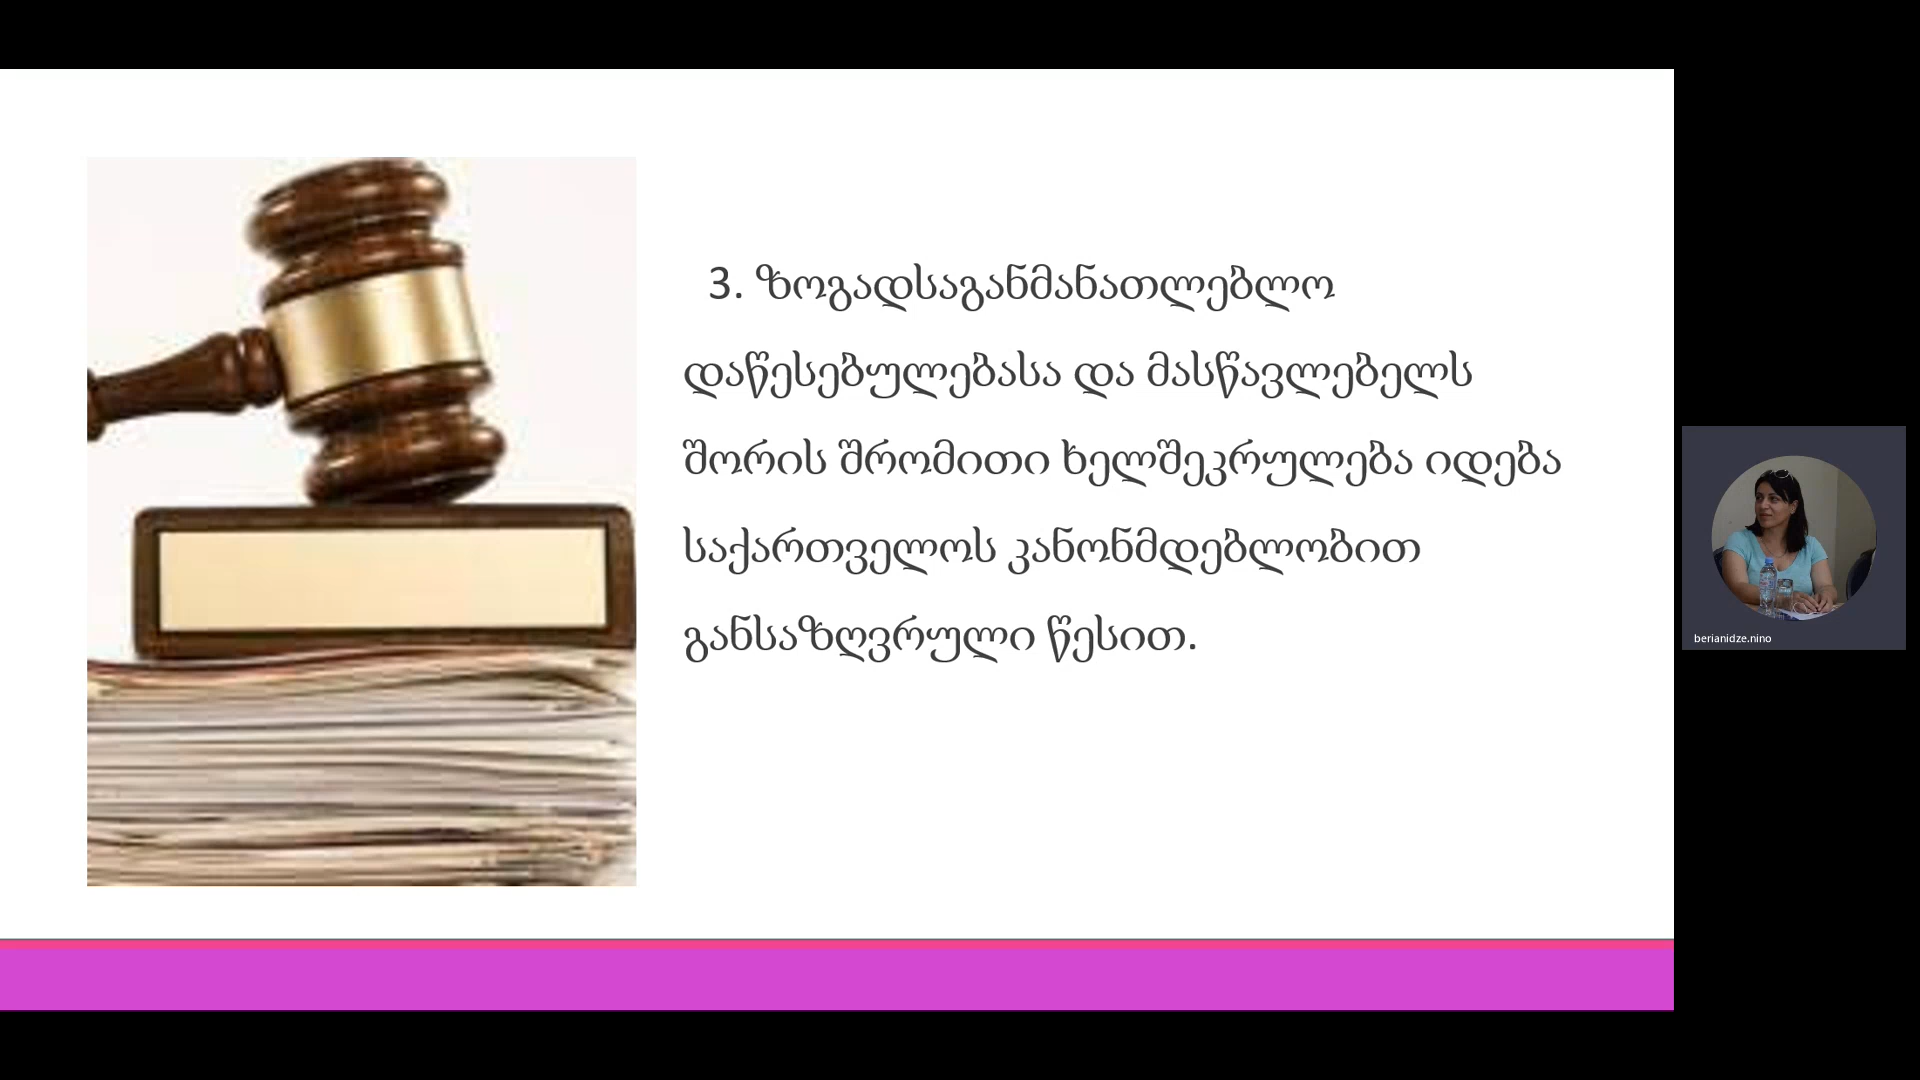 3. ზოგადსაგანმანათლებლო
დაწესებულებასა და მასწავლებელს
შორის შრომითი ხელშეკრულება იდება
საქართველოს კანონმდებლობით
განსაზღვრული წესით.
berianidze.nino